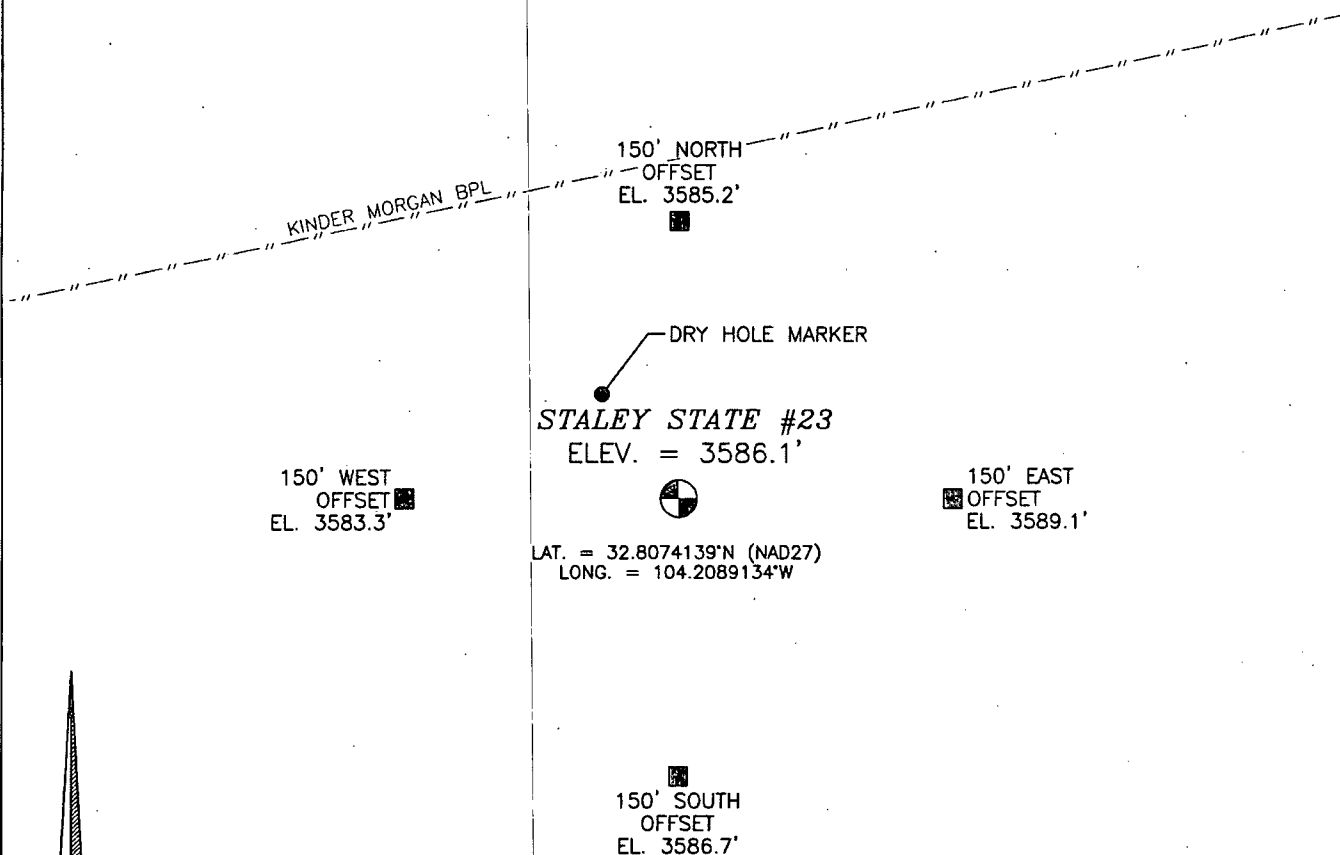 150' NORTH
OFFSET
EL. 3585.2'
KINDER MORGAN BPL
DRY HOLE MARKER
STALEY STATE #23
ELEV. = 3586.1'
150' WEST
OFFSET
EL. 3583.3'
150' EAST
OFFSET
EL. 3589.1'
LAT. = 32.8074139°N (NAD27)
LONG. = 104.2089134°W
150' SOUTH
OFFSET
EL. 3586.7'